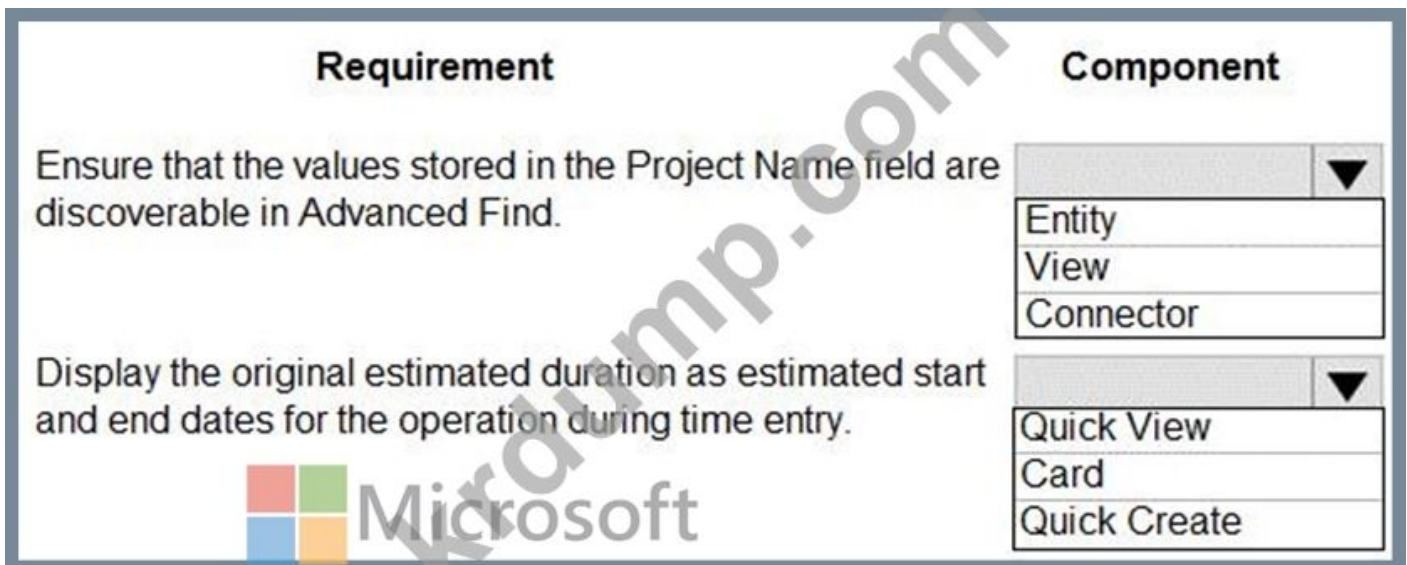 Requirement
Component
Ensure that the values stored in the Project Name field are
discoverable in Advanced Find.
Entity
View
Connector
Display the original estimated duration as estimated start
and end dates for the operation during time entry.
Quick View
Card
Quick Create
Microsoft
krdump.com